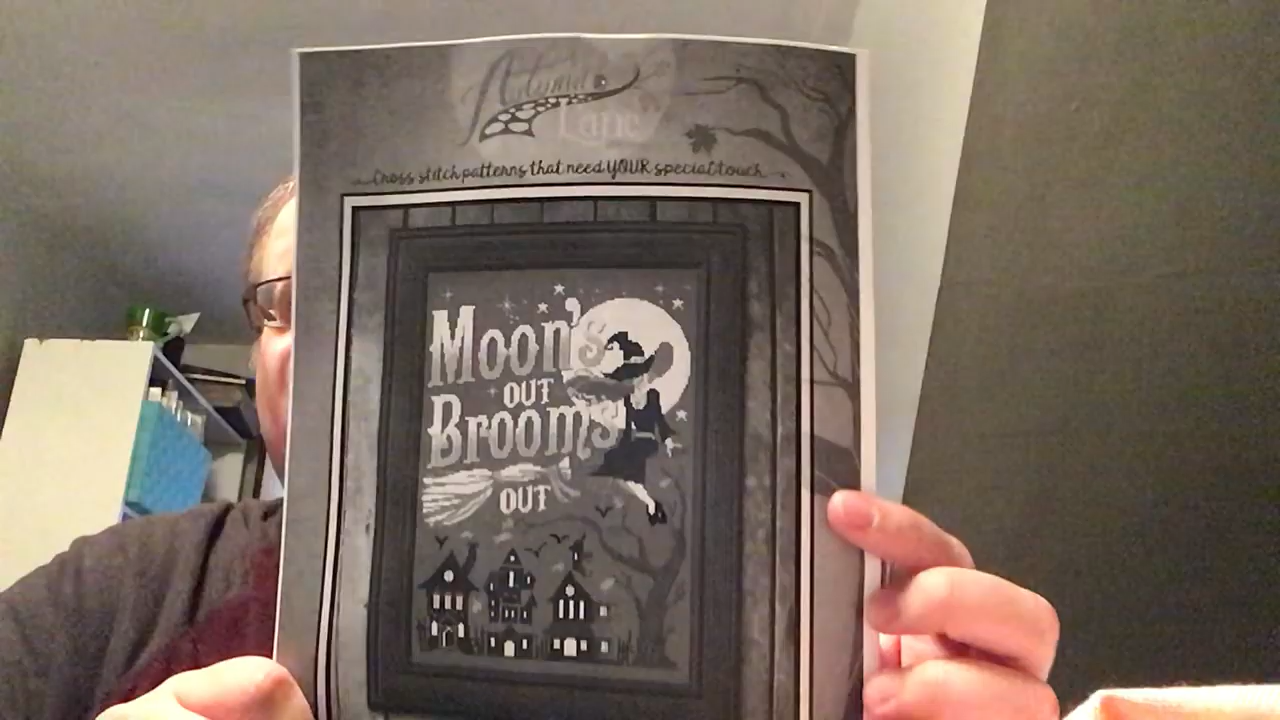 Autumn
Lane
Cross stitch patterns that need YOUR special touch
Moon's
OUT
Brooms
OUT